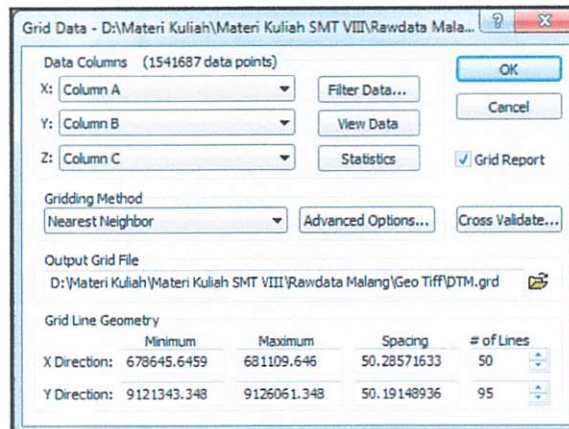 Grid Data - D:\Materi Kuliah\Materi Kuliah SMT VIII\Rawdata Mala...
Data Columns (1541687 data points)
X: Column A
Filter Data...
OK
Y: Column B
View Data
Cancel
Z: Column C
Statistics
Grid Report
Gridding Method
Nearest Neighbor
Advanced Options...
Cross Validate...
Output Grid File
D:\Materi Kuliah\Materi Kuliah SMT VIII\Rawdata Malang\Geo Tiff\DTM.grd
Grid Line Geometry
Minimum Maximum Spacing # of Lines
X Direction: 678645.6459 681109.646 50.28571633 50
Y Direction: 9121343.348 9126061.348 50.19148936 95